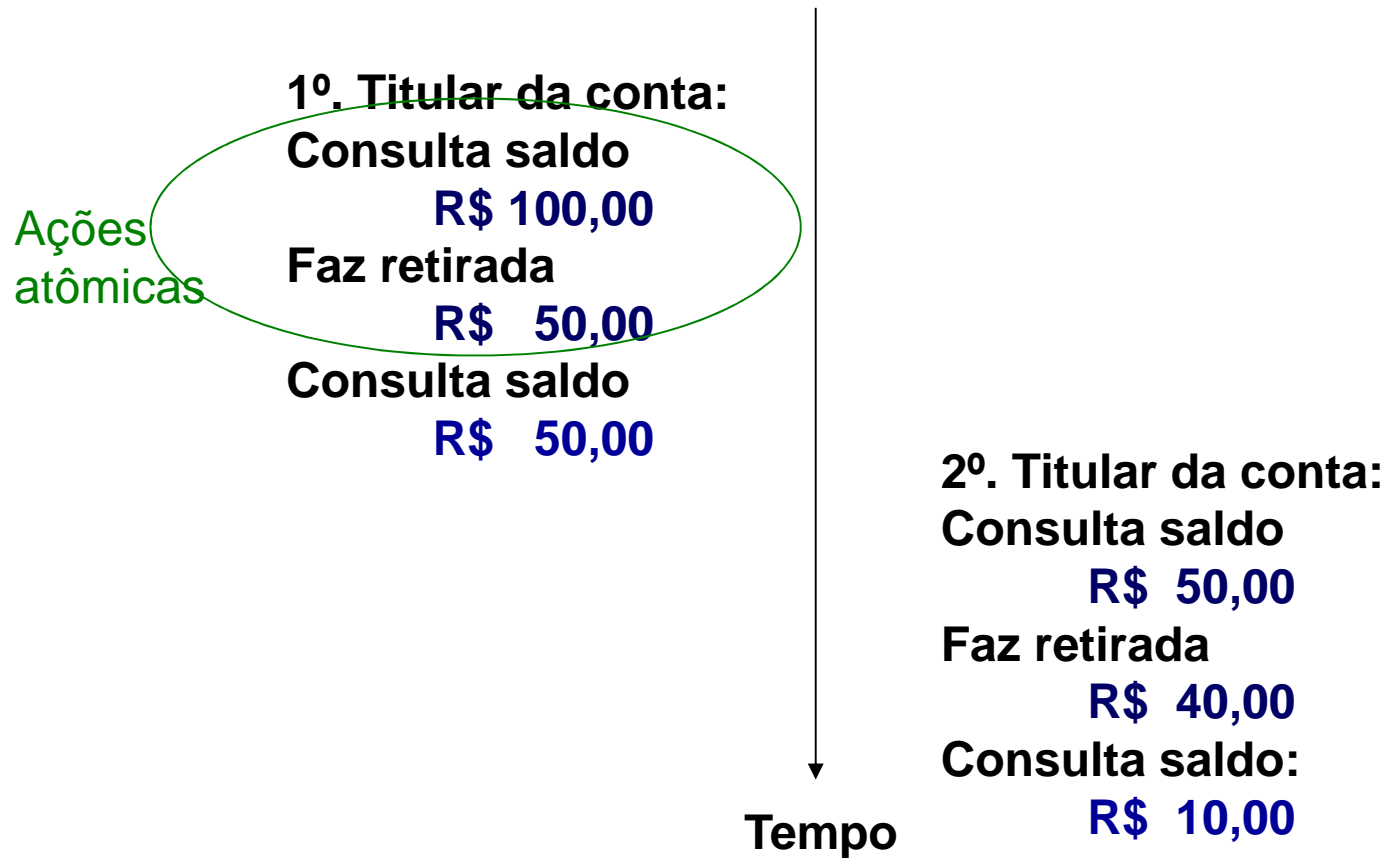 1º. Titular da conta:
Consulta saldo
R$ 100,00
Faz retirada
R$ 50,00
Consulta saldo
R$ 50,00
Ações
atômicas
2º. Titular da conta:
Consulta saldo
R$ 50,00
Faz retirada
R$ 40,00
Consulta saldo:
R$ 10,00
Tempo